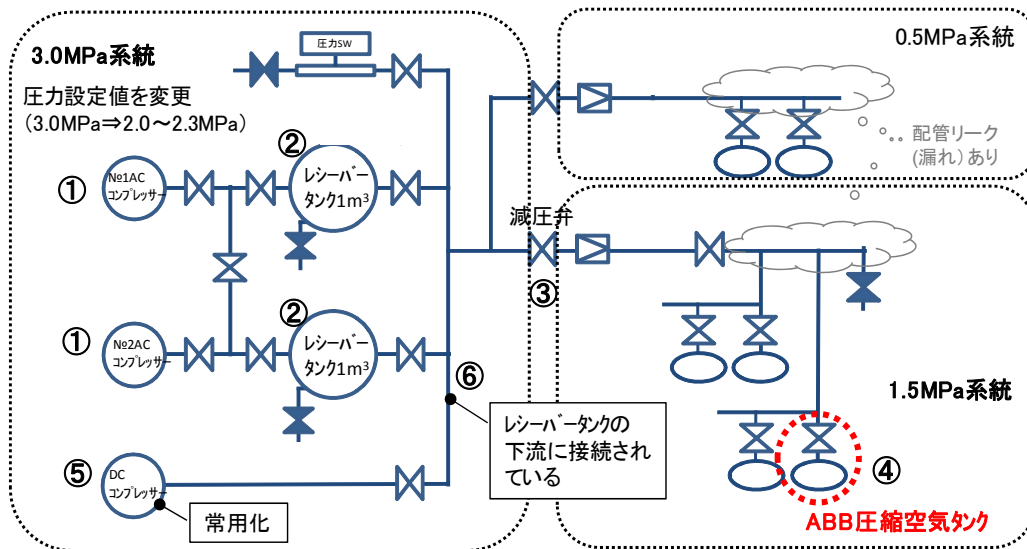 3.0MPa系統
圧力設定値を変更
（3.0MPa⇒2.0～2.3MPa）
圧力SW
0.5MPa系統
配管リーク
(漏れ)あり
①
№1AC
コンプレッサー
②
レシーバー
タンク1m³
減圧弁
③
①
№2AC
コンプレッサー
②
レシーバー
タンク1m³
⑥
レシーバータンクの
下流に接続され
ている
1.5MPa系統
④
ABB圧縮空気タンク
⑤
DC
コンプレッサー
常用化